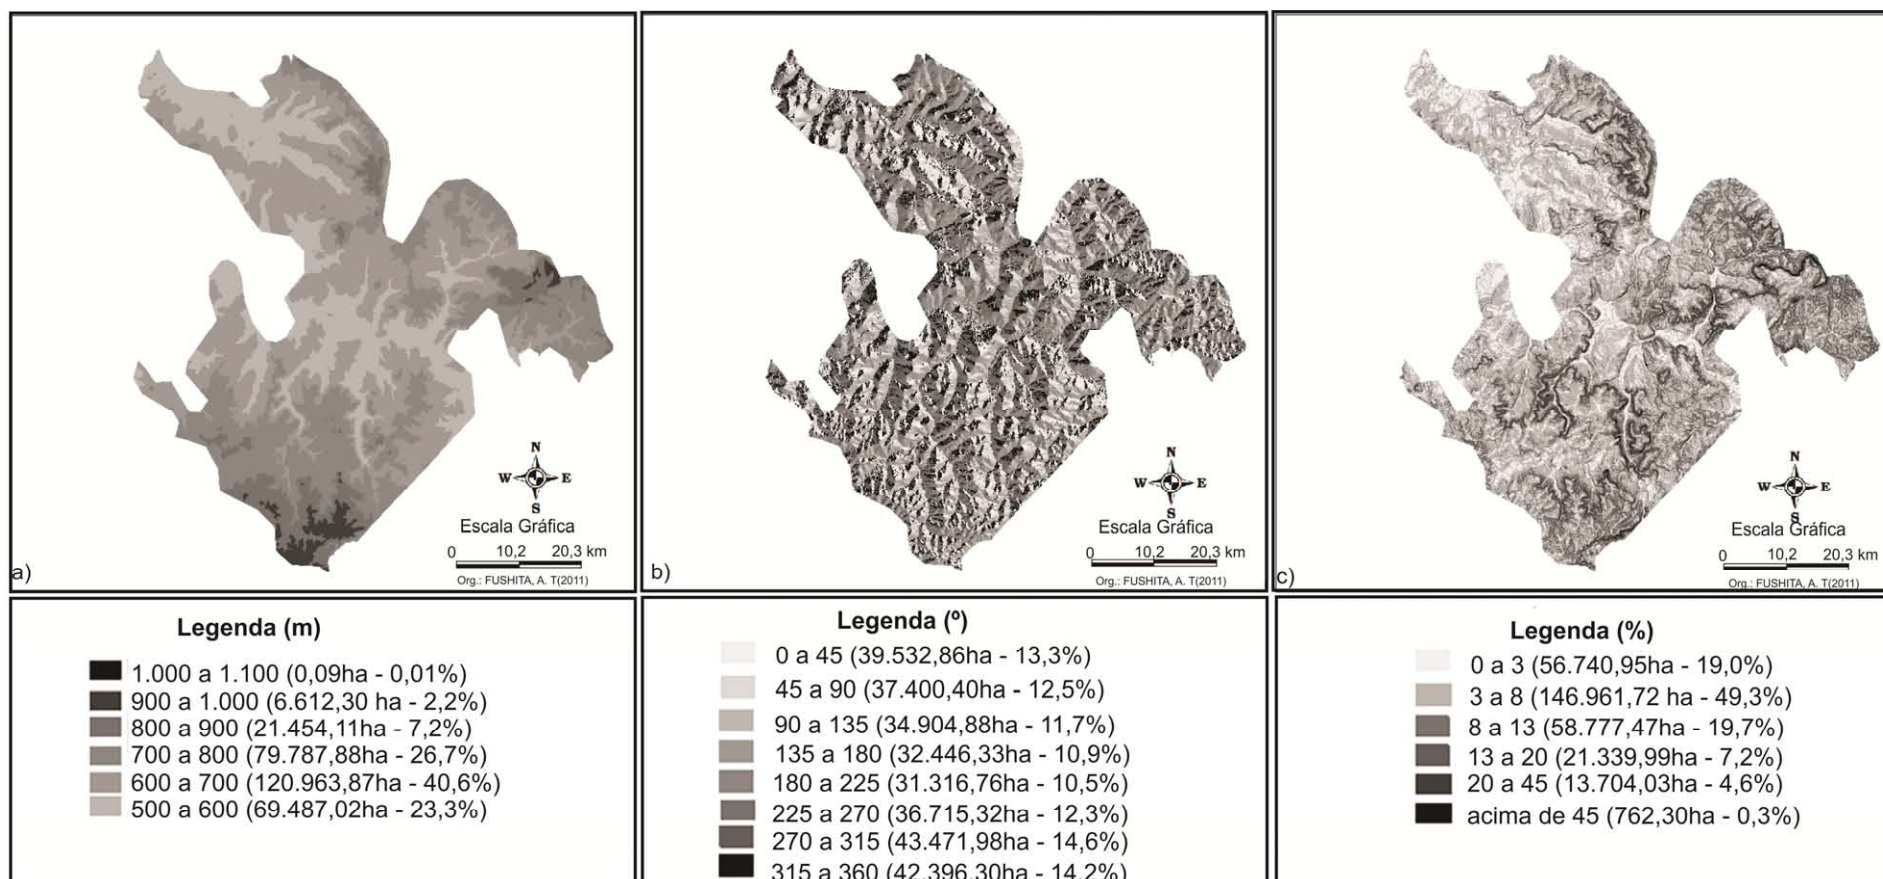 N
W E
S
Escala Gráfica
0 10,2 20,3 km
Org.: FUSHITA, A. T(2011)
a)
N
W E
S
Escala Gráfica
0 10,2 20,3 km
Org.: FUSHITA, A. T(2011)
b)
N
W E
S
Escala Gráfica
0 10,2 20,3 km
Org.: FUSHITA, A. T(2011)
c)
Legenda (m)
1.000 a 1.100 (0,09ha - 0,01%)
900 a 1.000 (6.612,30 ha - 2,2%)
800 a 900 (21.454,11ha - 7,2%)
700 a 800 (79.787,88ha - 26,7%)
600 a 700 (120.963,87ha - 40,6%)
500 a 600 (69.487,02ha - 23,3%)
Legenda (º)
0 a 45 (39.532,86ha - 13,3%)
45 a 90 (37.400,40ha - 12,5%)
90 a 135 (34.904,88ha - 11,7%)
135 a 180 (32.446,33ha - 10,9%)
180 a 225 (31.316,76ha - 10,5%)
225 a 270 (36.715,32ha - 12,3%)
270 a 315 (43.471,98ha - 14,6%)
315 a 360 (42.396,30ha - 14,2%)
Legenda (%)
0 a 3 (56.740,95ha - 19,0%)
3 a 8 (146.961,72 ha - 49,3%)
8 a 13 (58.777,47ha - 19,7%)
13 a 20 (21.339,99ha - 7,2%)
20 a 45 (13.704,03ha - 4,6%)
acima de 45 (762,30ha - 0,3%)